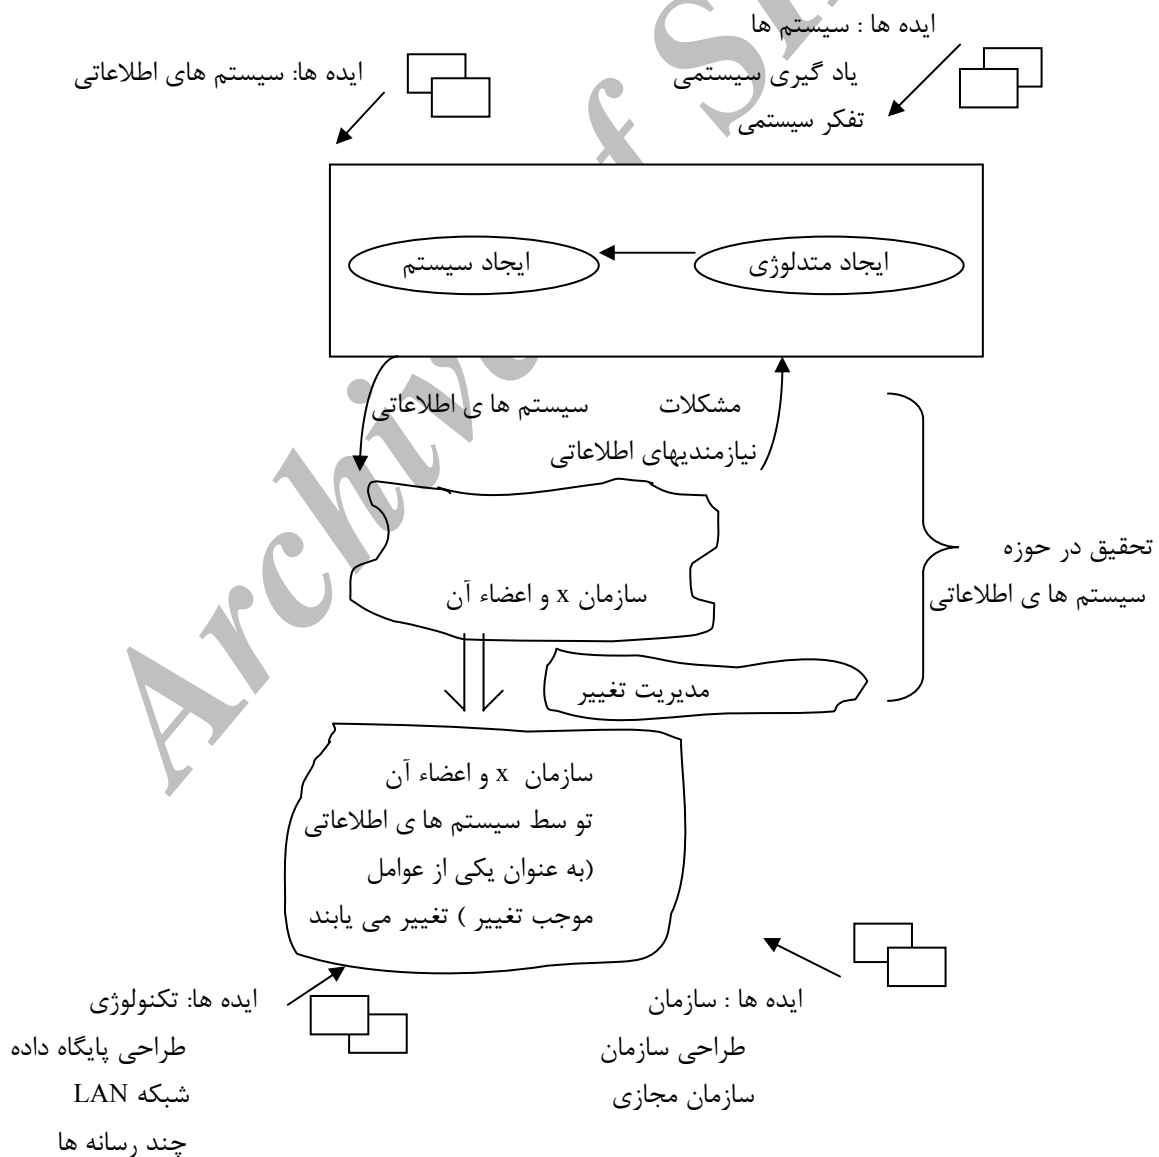 ایده ها : سیستم ها
یاد گیری سیستمی
تفکر سیستمی
ایده ها: سیستم های اطلاعاتی
ایجاد متدلوژی
ایجاد سیستم
مشکلات
نیازمندیهای اطلاعاتی
سیستم ها ی اطلاعاتی
تحقیق در حوزه
سیستم ها ی اطلاعاتی
سازمان x و اعضاء آن
مدیریت تغییر
سازمان x و اعضاء آن
تو سط سیستم ها ی اطلاعاتی
(به عنوان یکی از عوامل
موجب تغییر ) تغییر می یابند
ایده ها : سازمان
طراحی سازمان
سازمان مجازی
ایده ها: تکنولوژی
طراحی پایگاه داده
شبکه LAN
چند رسانه ها
Archive of